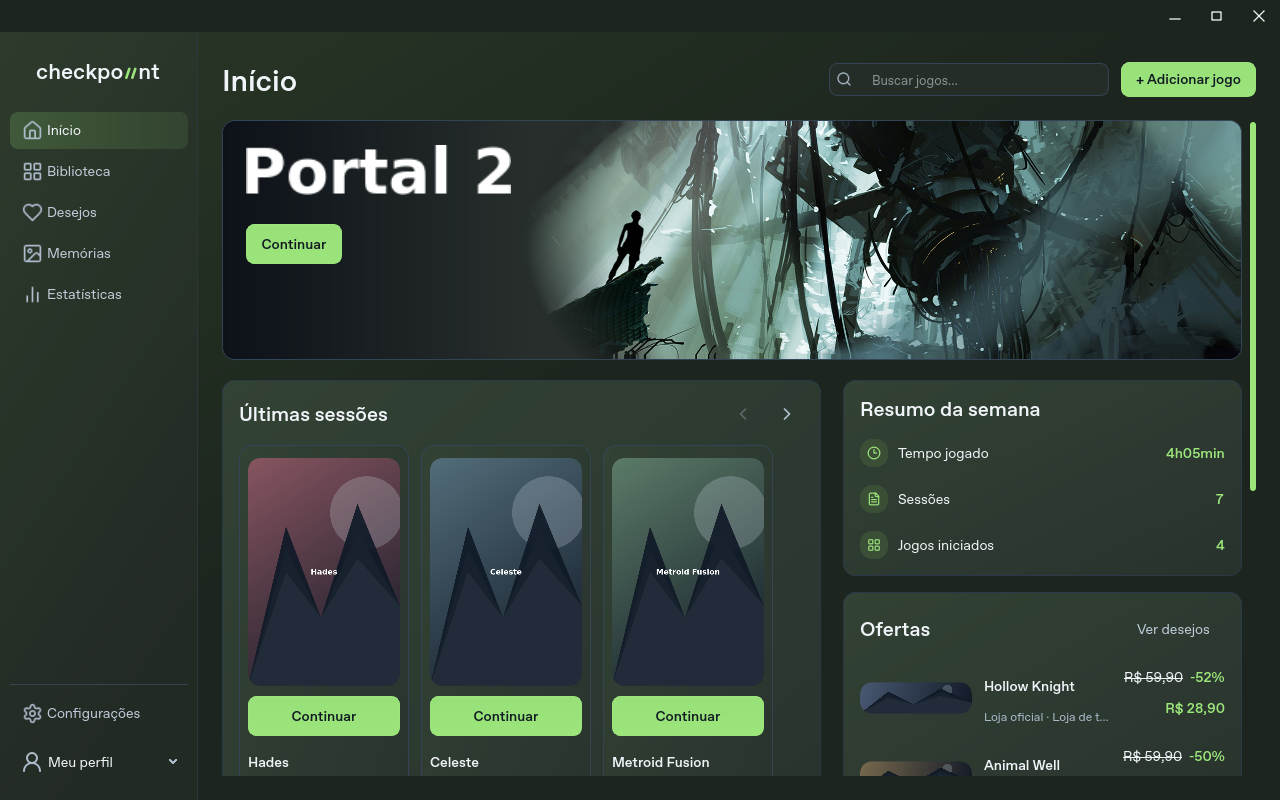 checkpoint
Início
Biblioteca
Desejos
Memórias
Estatísticas
Configurações
Meu perfil
Início
Buscar jogos...
+ Adicionar jogo
Portal 2
Continuar
Últimas sessões
Hades
Celeste
Metroid Fusion
Continuar
Continuar
Continuar
Hades
Celeste
Metroid Fusion
Resumo da semana
Tempo jogado 4h05min
Sessões 7
Jogos iniciados 4
Ofertas Ver desejos
Hollow Knight R$ 59,90 -52%
Loja oficial · Loja de t... R$ 28,90
Animal Well R$ 59,90 -50%